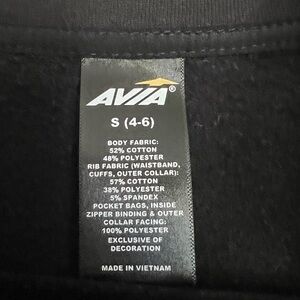 AVIA®
S (4-6)
BODY FABRIC:
52% COTTON
48% POLYESTER
RIB FABRIC (WAISTBAND,
CUFFS, OUTER COLLAR):
57% COTTON
38% POLYESTER
5% SPANDEX
POCKET BAGS, INSIDE
ZIPPER BINDING & OUTER
COLLAR FACING:
100% POLYESTER
EXCLUSIVE OF
DECORATION
MADE IN VIETNAM